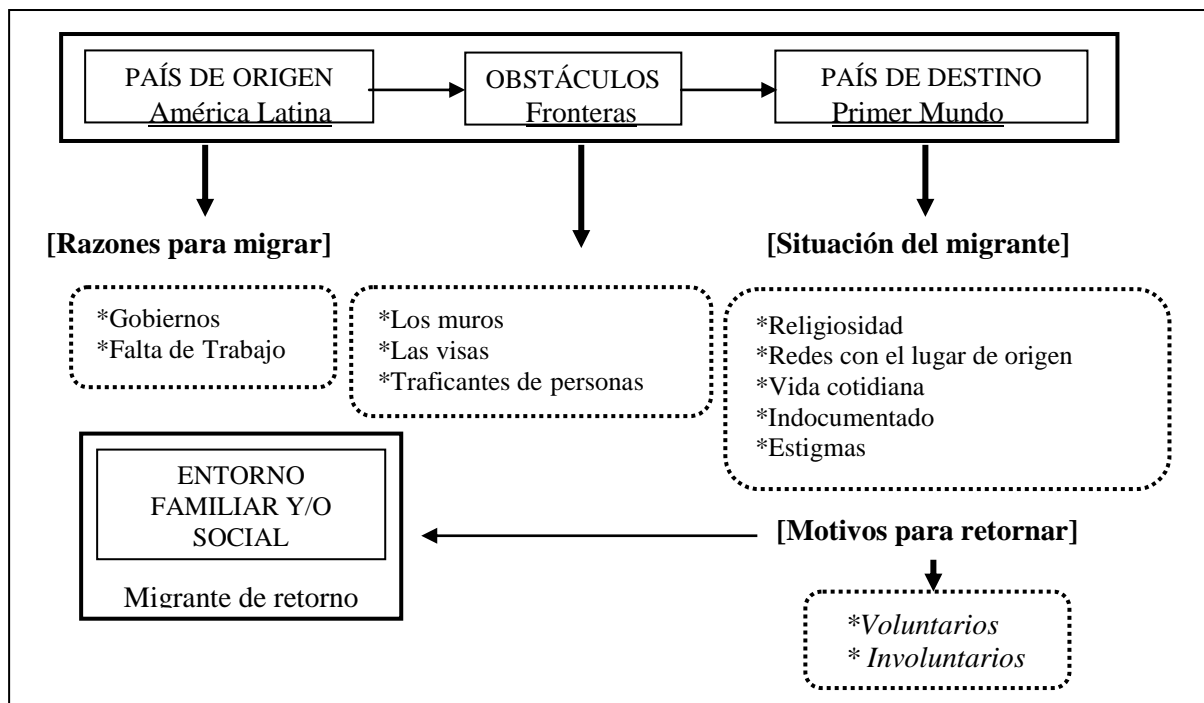 PAÍS DE ORIGEN
América Latina
OBSTÁCULOS
Fronteras
PAÍS DE DESTINO
Primer Mundo
[Razones para migrar]
[Situación del migrante]
*Gobiernos
*Falta de Trabajo
*Los muros
*Las visas
*Traficantes de personas
*Religiosidad
*Redes con el lugar de origen
*Vida cotidiana
*Indocumentado
*Estigmas
ENTORNO
FAMILIAR Y/O
SOCIAL
Migrante de retorno
[Motivos para retornar]
*Voluntarios
* Involuntarios